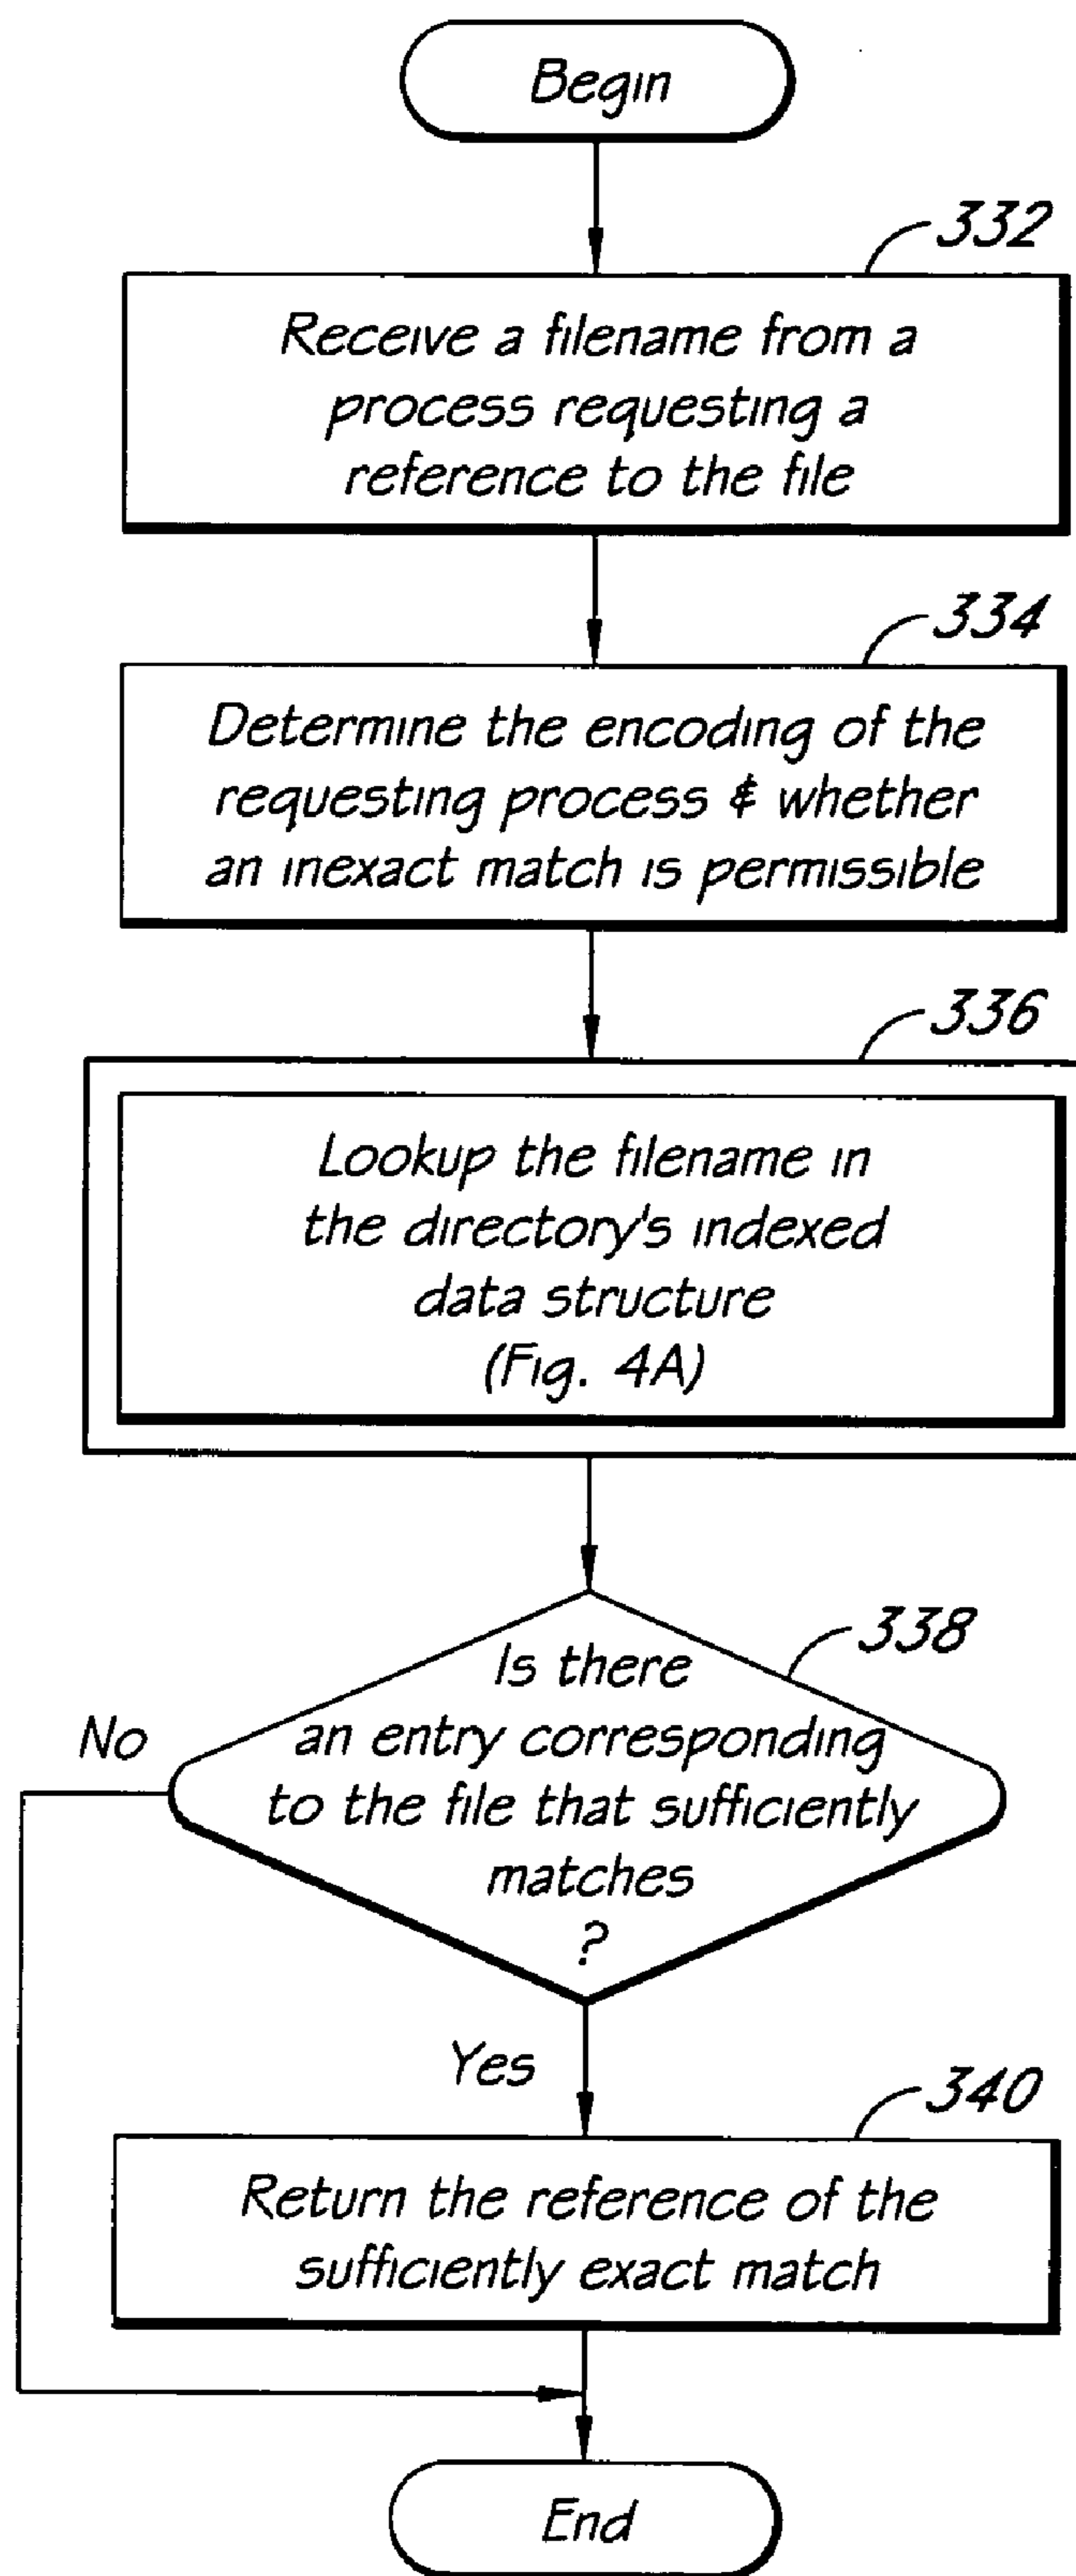 Begin
332
Receive a filename from a
process requesting a
reference to the file
334
Determine the encoding of the
requesting process & whether
an inexact match is permissible
336
Lookup the filename in
the directory's indexed
data structure
(Fig. 4A)
338
Is there
an entry corresponding
to the file that sufficiently
matches
?
No
Yes
340
Return the reference of the
sufficiently exact match
End